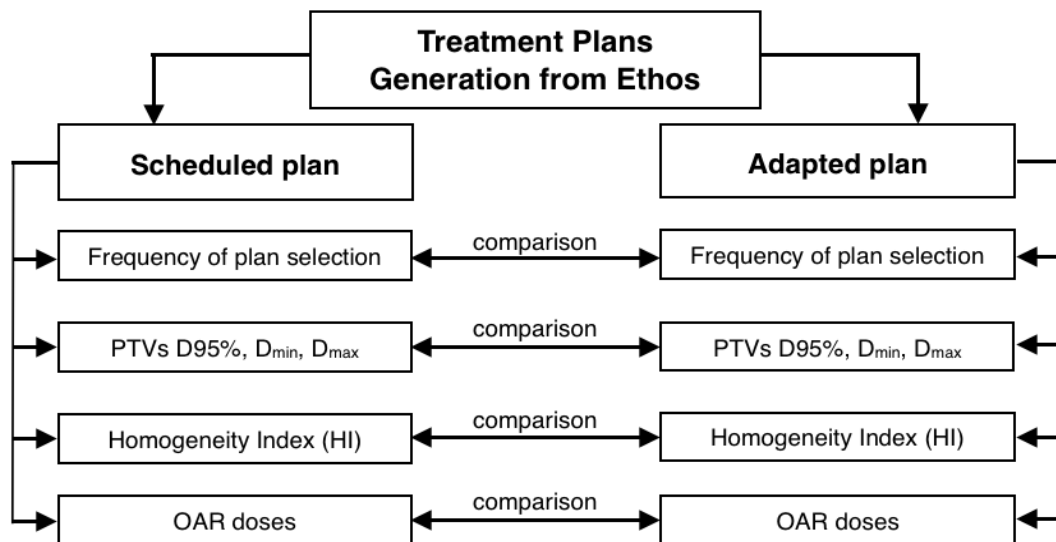 Treatment Plans
Generation from Ethos
Scheduled plan
Adapted plan
Frequency of plan selection
comparison
Frequency of plan selection
PTVs D95%, Dmin, Dmax
comparison
PTVs D95%, Dmin, Dmax
Homogeneity Index (HI)
comparison
Homogeneity Index (HI)
OAR doses
comparison
OAR doses